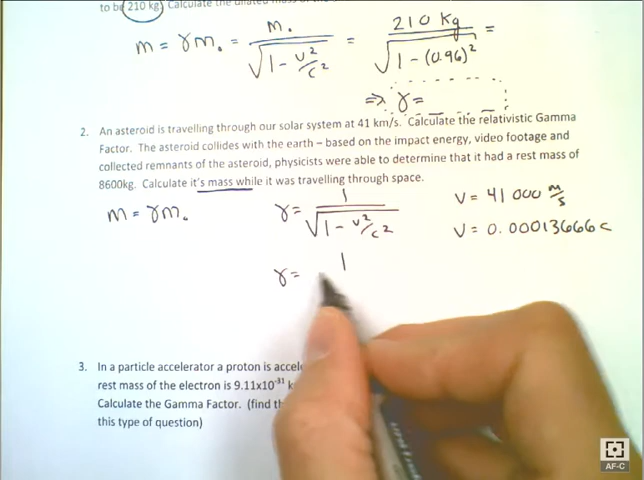 to be 210 kg. Calculate the dilated
m = γm₀ = m₀ / √(1 - v²/c²) = 210 kg / √(1 - (0.96)²) =
⇒ γ =
2. An asteroid is travelling through our solar system at 41 km/s. Calculate the relativistic Gamma
Factor. The asteroid collides with the earth – based on the impact energy, video footage and
collected remnants of the asteroid, physicists were able to determine that it had a rest mass of
8600kg. Calculate it's mass while it was travelling through space.
m = γm₀ γ = 1 / √(1 - v²/c²) v = 41 000 m/s
v = 0.00013666c
γ = 1
3. In a particle accelerator a proton is accel
rest mass of the electron is 9.11x10⁻³¹ k
Calculate the Gamma Factor. (find th
this type of question)
AF-C